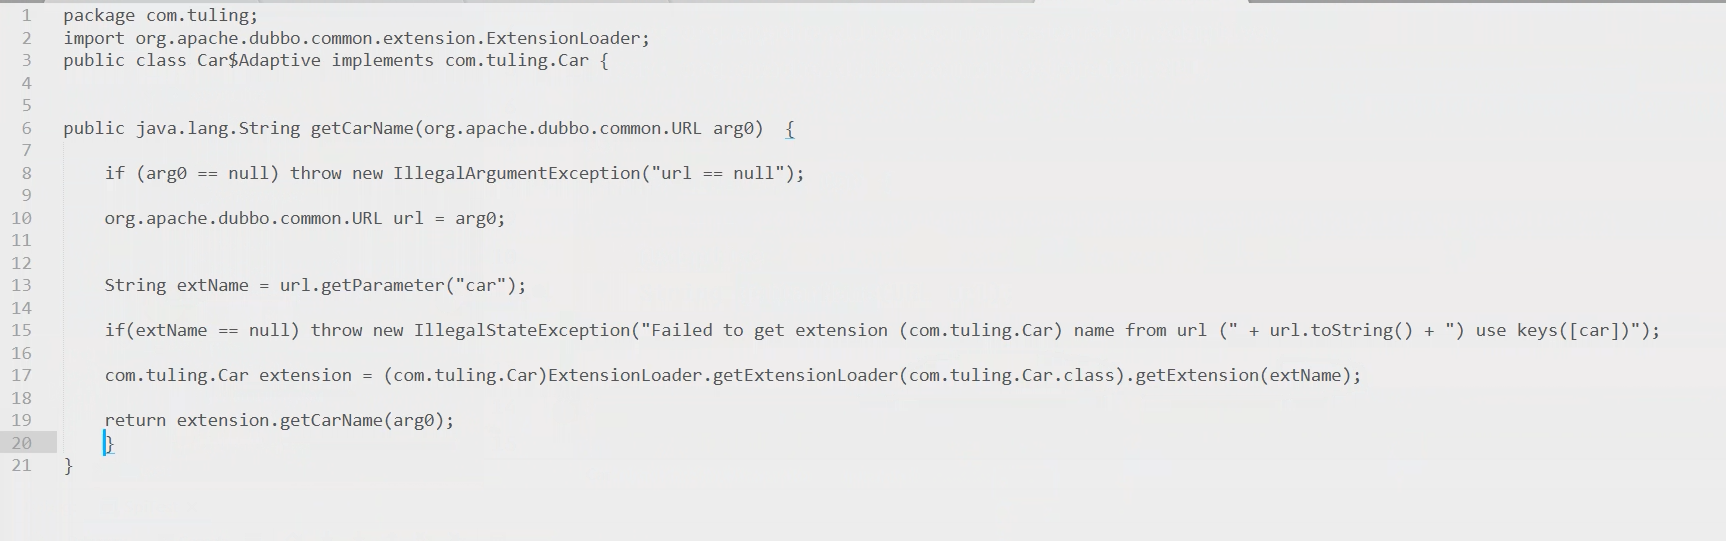 1 package com.tuling;
2 import org.apache.dubbo.common.extension.ExtensionLoader;
3 public class Car$Adaptive implements com.tuling.Car {
4
5
6 public java.lang.String getCarName(org.apache.dubbo.common.URL arg0)  {
7
8     if (arg0 == null) throw new IllegalArgumentException("url == null");
9
10     org.apache.dubbo.common.URL url = arg0;
11
12
13     String extName = url.getParameter("car");
14
15     if(extName == null) throw new IllegalStateException("Failed to get extension (com.tuling.Car) name from url (" + url.toString() + ") use keys([car])");
16
17     com.tuling.Car extension = (com.tuling.Car)ExtensionLoader.getExtensionLoader(com.tuling.Car.class).getExtension(extName);
18
19     return extension.getCarName(arg0);
20     }
21 }